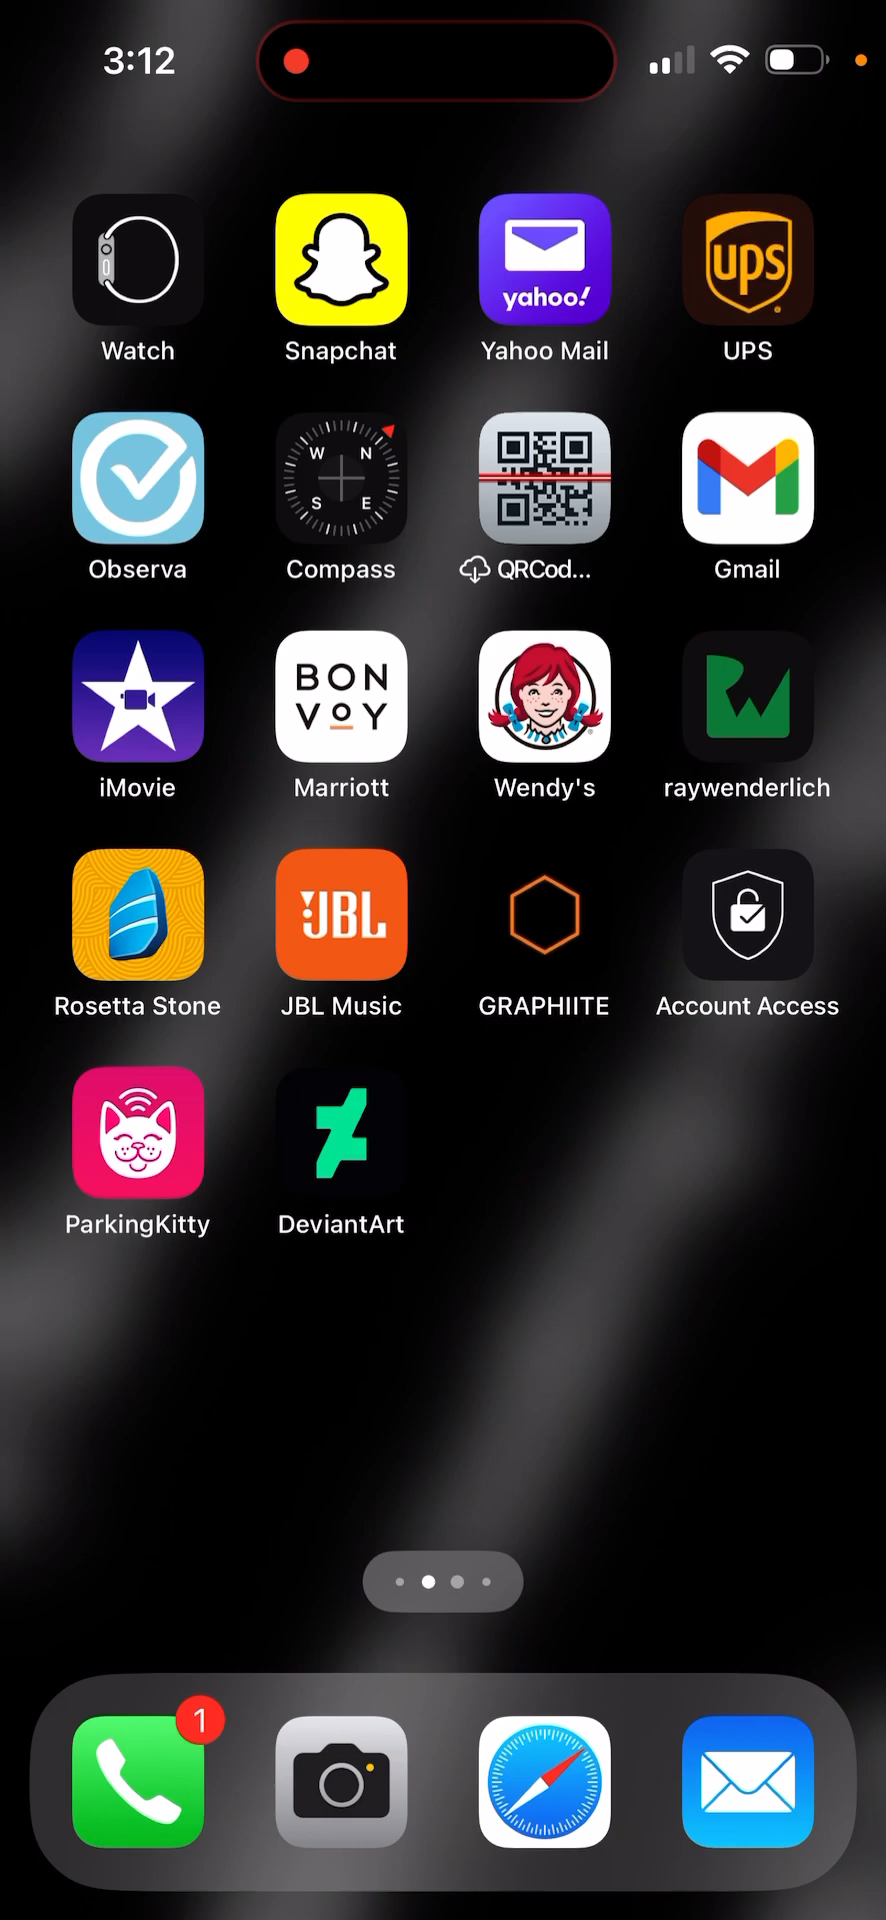 3:12
yahoo!
ups
Watch
Snapchat
Yahoo Mail
UPS
W N
S E
Observa
Compass
QRCod...
Gmail
BON
VOY
iMovie
Marriott
Wendy's
raywenderlich
JBL
Rosetta Stone
JBL Music
GRAPHIITE
Account Access
ParkingKitty
DeviantArt
1